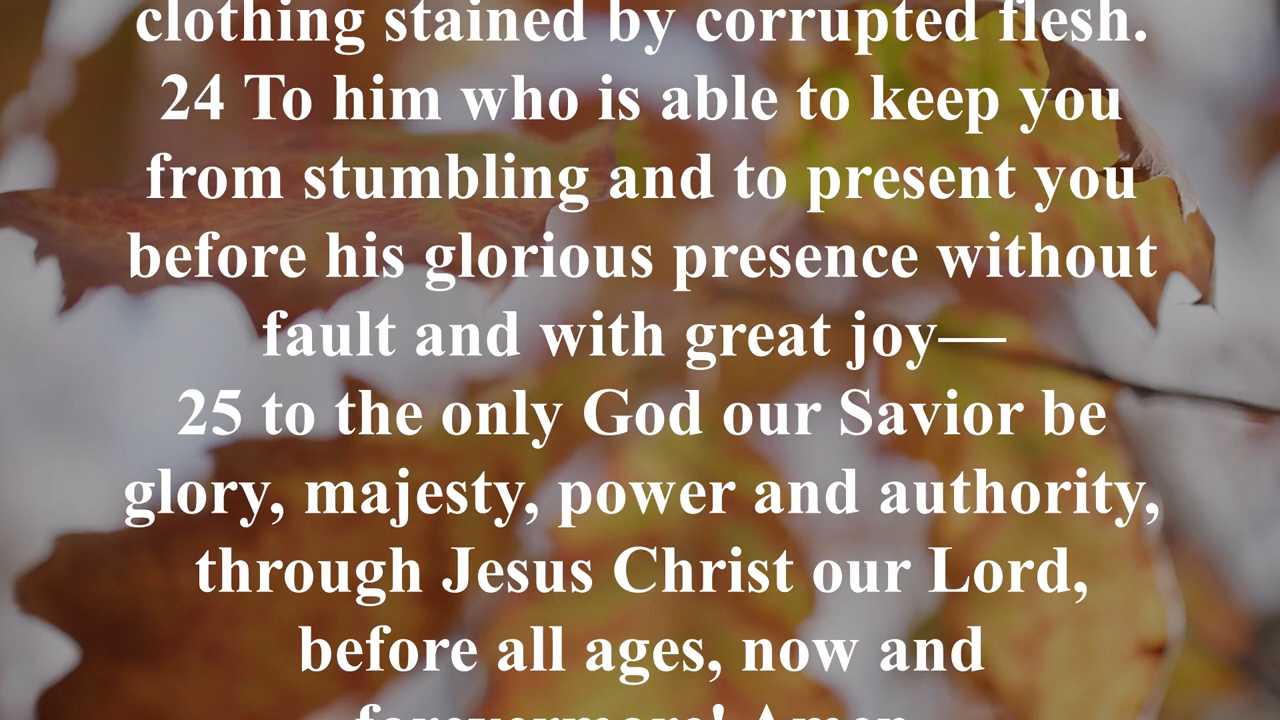 clothing stained by corrupted flesh.
24 To him who is able to keep you
from stumbling and to present you
before his glorious presence without
fault and with great joy—
25 to the only God our Savior be
glory, majesty, power and authority,
through Jesus Christ our Lord,
before all ages, now and
forevermore! Amen.